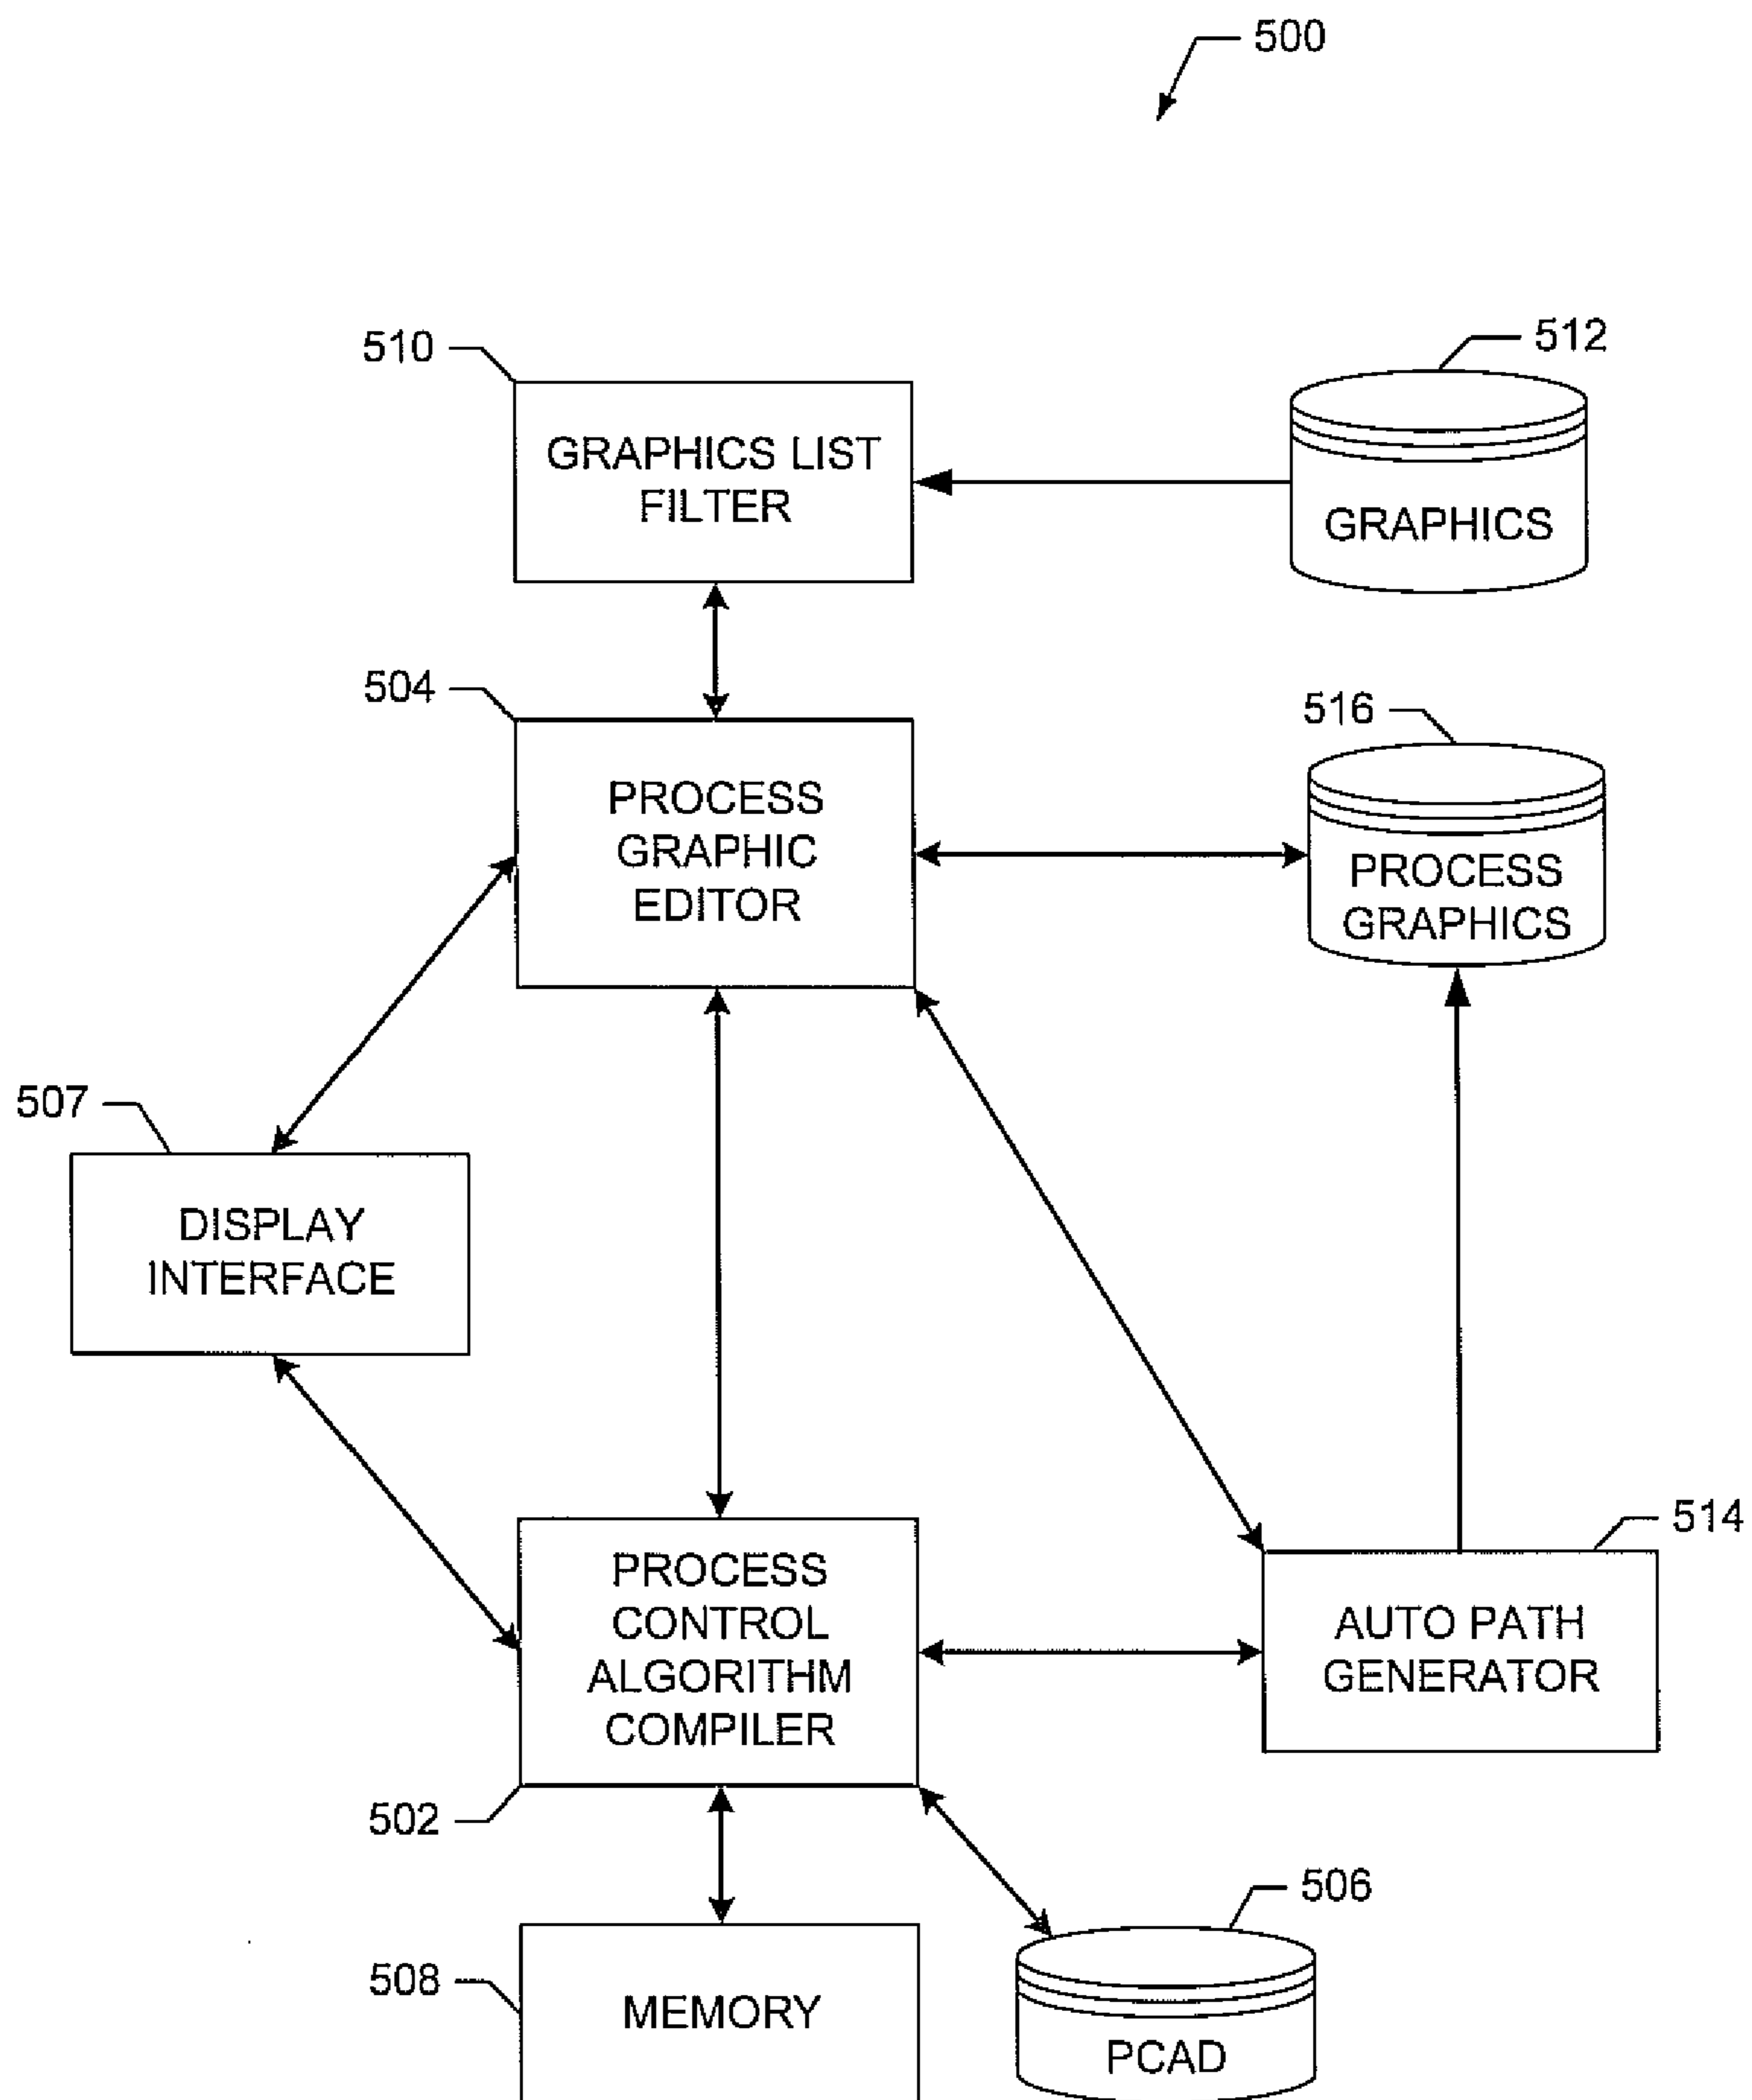 500
510
512
GRAPHICS LIST
FILTER
GRAPHICS
504
516
PROCESS
GRAPHIC
EDITOR
PROCESS
GRAPHICS
507
DISPLAY
INTERFACE
514
PROCESS
CONTROL
ALGORITHM
COMPILER
AUTO PATH
GENERATOR
502
506
508
MEMORY
PCAD